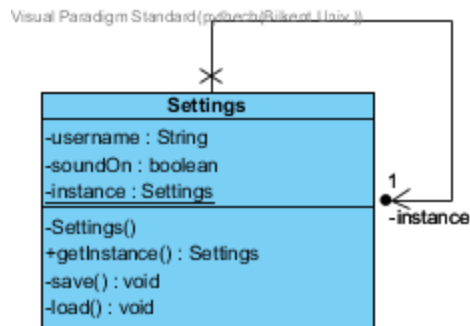 Visual Paradigm Standard(
Settings
-username : String
-soundOn : boolean
-instance : Settings
-Settings()
+getInstance() : Settings
-save() : void
-load() : void
1
-instance